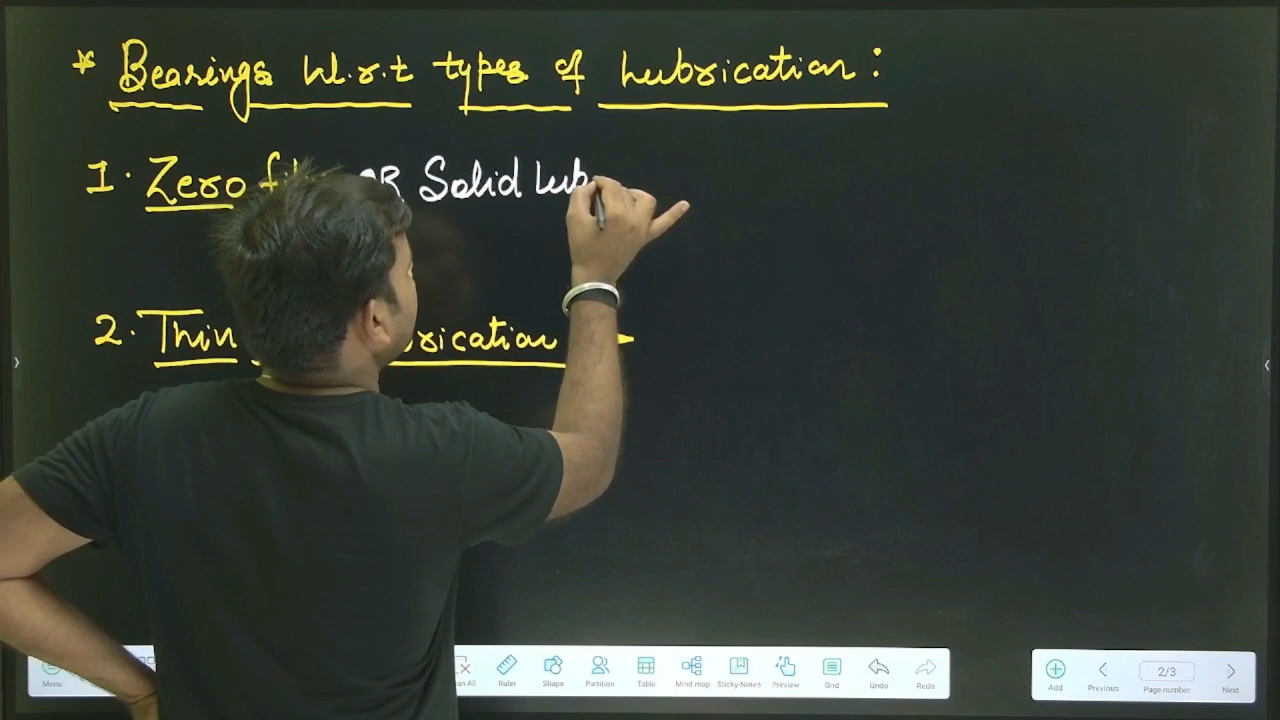 * Bearings W.r.t types of Lubrication :
1. Zero OR Solid Lub
2. Thin
Menu
Ruler
Shape
Partition
Table
Mind map
Sticky-Notes
Preview
Grid
Undo
Redo
Add
Previous
2/3
Page number
Next